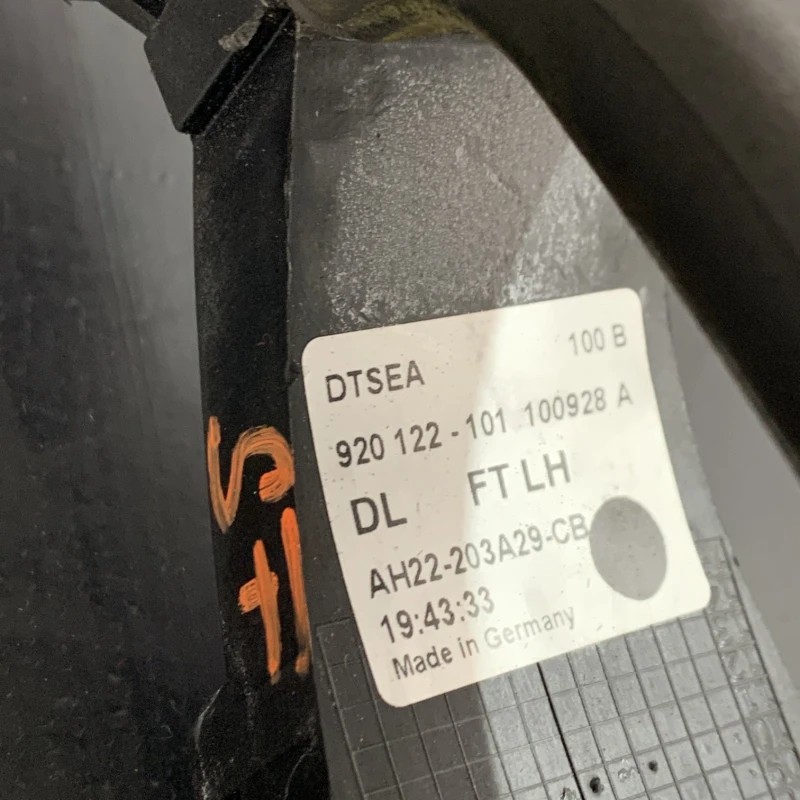 DTSEA 100 B
920 122 - 101 100928 A
DL FT LH
AH22-203A29-CB
19:43:33
Made in Germany